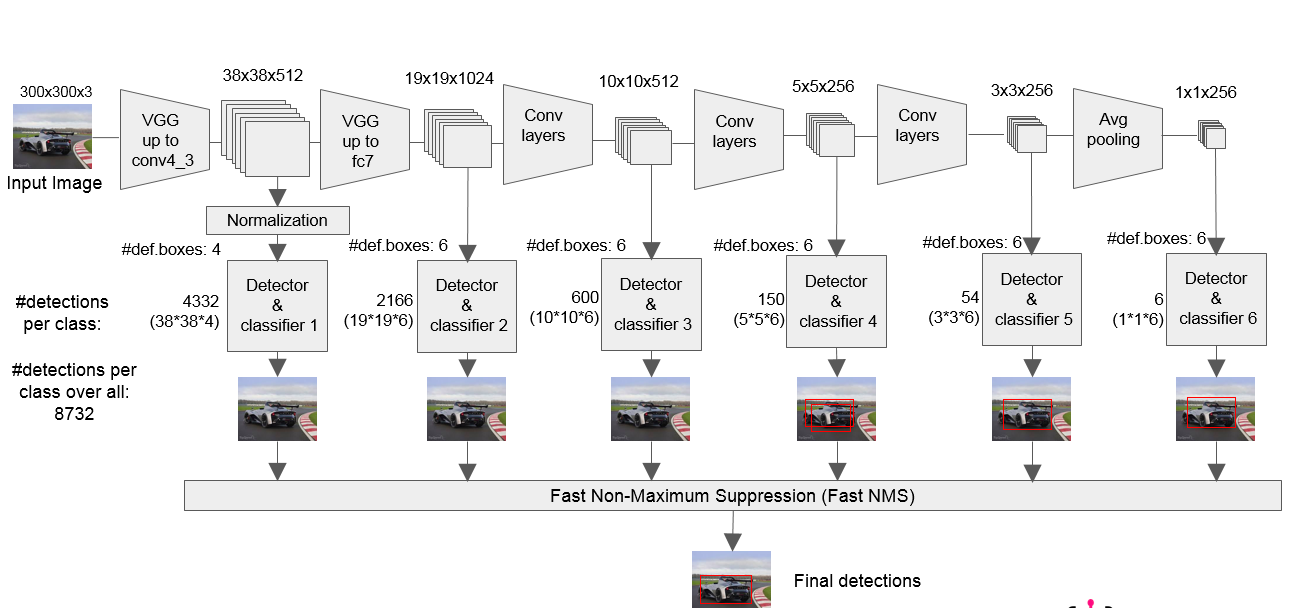 300x300x3
38x38x512
19x19x1024
10x10x512
5x5x256
3x3x256
1x1x256
VGG
up to
conv4_3
VGG
up to
fc7
Conv
layers
Conv
layers
Conv
layers
Avg
pooling
Input Image
Normalization
#def.boxes: 4
#def.boxes: 6
#def.boxes: 6
#def.boxes: 6
#def.boxes: 6
#def.boxes: 6
#detections
per class:
4332
(38*38*4)
Detector
&
classifier 1
2166
(19*19*6)
Detector
&
classifier 2
600
(10*10*6)
Detector
&
classifier 3
150
(5*5*6)
Detector
&
classifier 4
54
(3*3*6)
Detector
&
classifier 5
6
(1*1*6)
Detector
&
classifier 6
#detections per
class over all:
8732
Fast Non-Maximum Suppression (Fast NMS)
Final detections